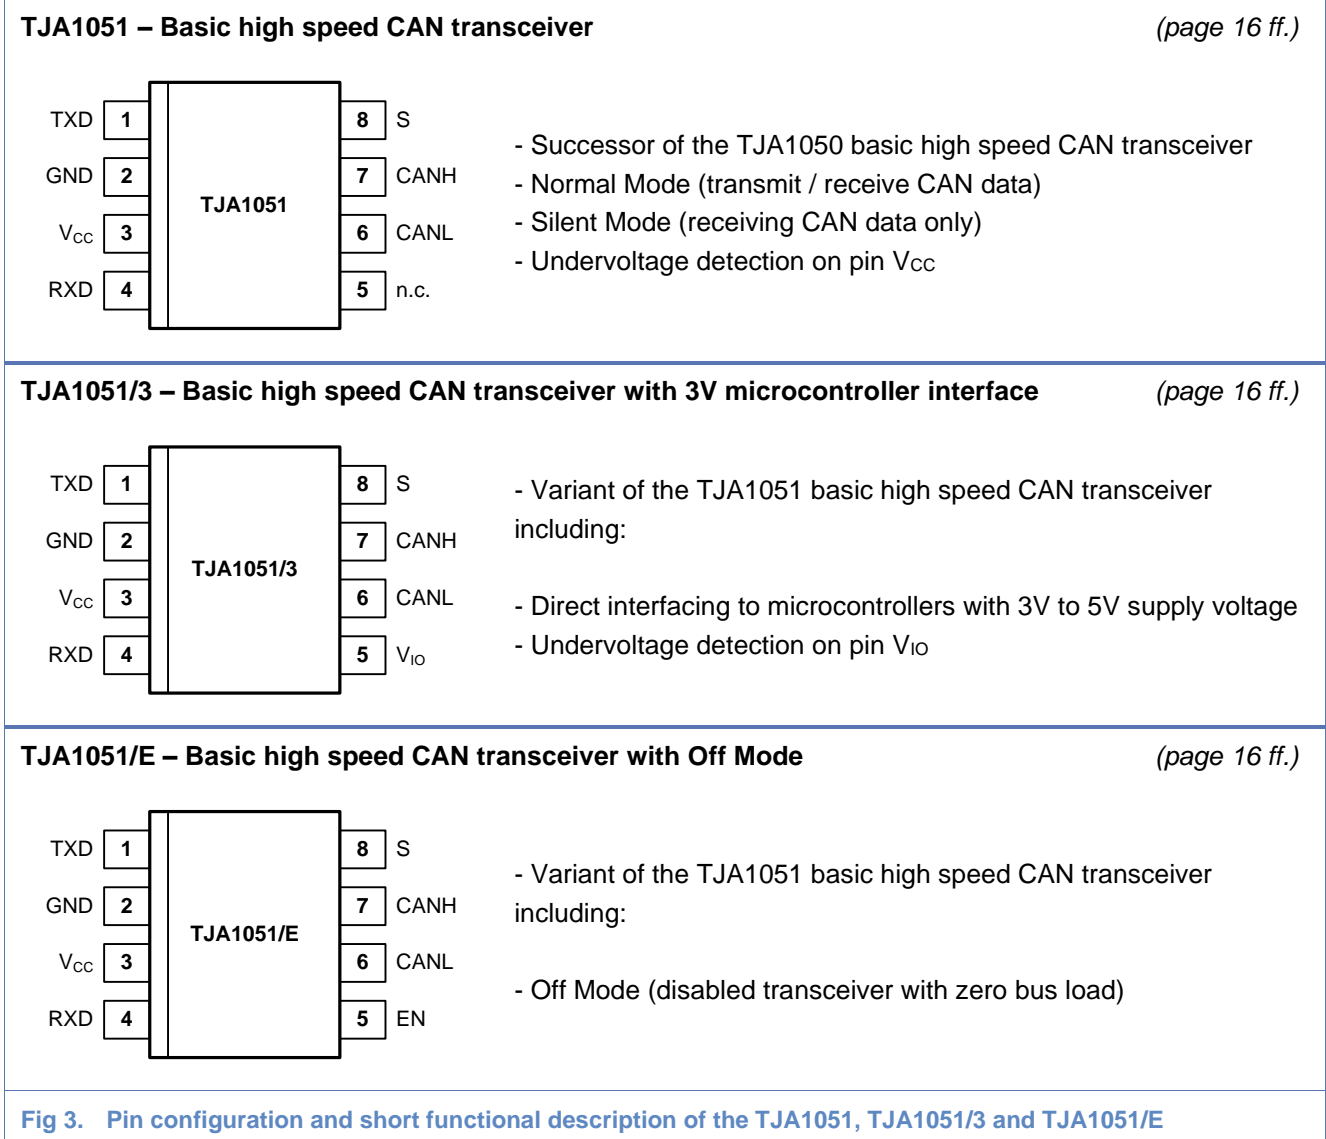 TJA1051 – Basic high speed CAN transceiver (page 16 ff.)
TXD 1 8 S
GND 2 7 CANH
TJA1051
VCC 3 6 CANL
RXD 4 5 n.c.
- Successor of the TJA1050 basic high speed CAN transceiver
- Normal Mode (transmit / receive CAN data)
- Silent Mode (receiving CAN data only)
- Undervoltage detection on pin VCC
TJA1051/3 – Basic high speed CAN transceiver with 3V microcontroller interface (page 16 ff.)
TXD 1 8 S
GND 2 7 CANH
TJA1051/3
VCC 3 6 CANL
RXD 4 5 VIO
- Variant of the TJA1051 basic high speed CAN transceiver
including:
- Direct interfacing to microcontrollers with 3V to 5V supply voltage
- Undervoltage detection on pin VIO
TJA1051/E – Basic high speed CAN transceiver with Off Mode (page 16 ff.)
TXD 1 8 S
GND 2 7 CANH
TJA1051/E
VCC 3 6 CANL
RXD 4 5 EN
- Variant of the TJA1051 basic high speed CAN transceiver
including:
- Off Mode (disabled transceiver with zero bus load)
Fig 3. Pin configuration and short functional description of the TJA1051, TJA1051/3 and TJA1051/E